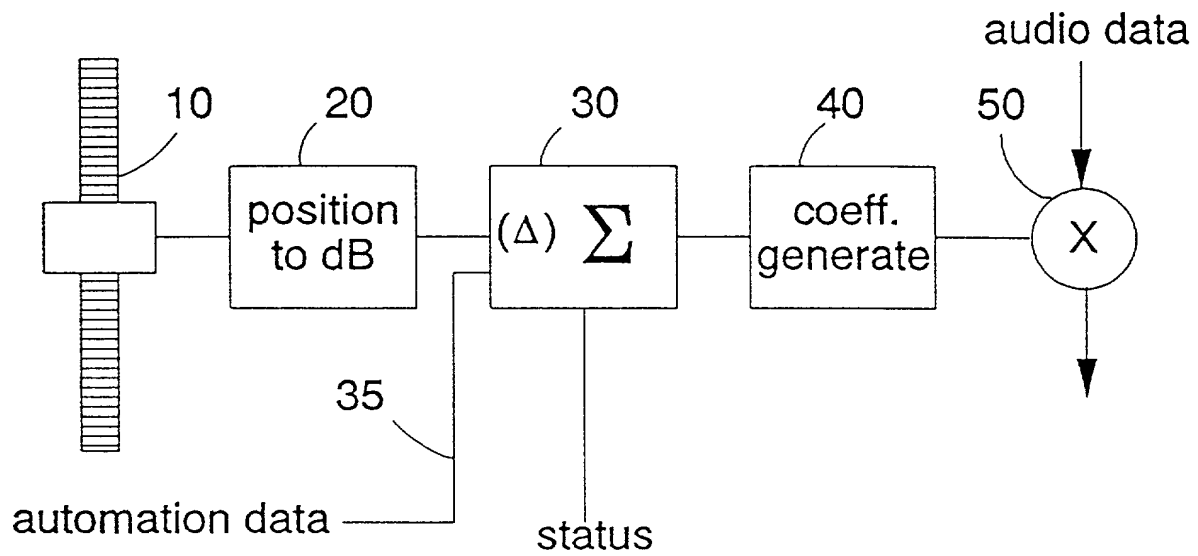 audio data
10
20
30
40
50
position
to dB
(Δ) Σ
coeff.
generate
X
35
automation data
status